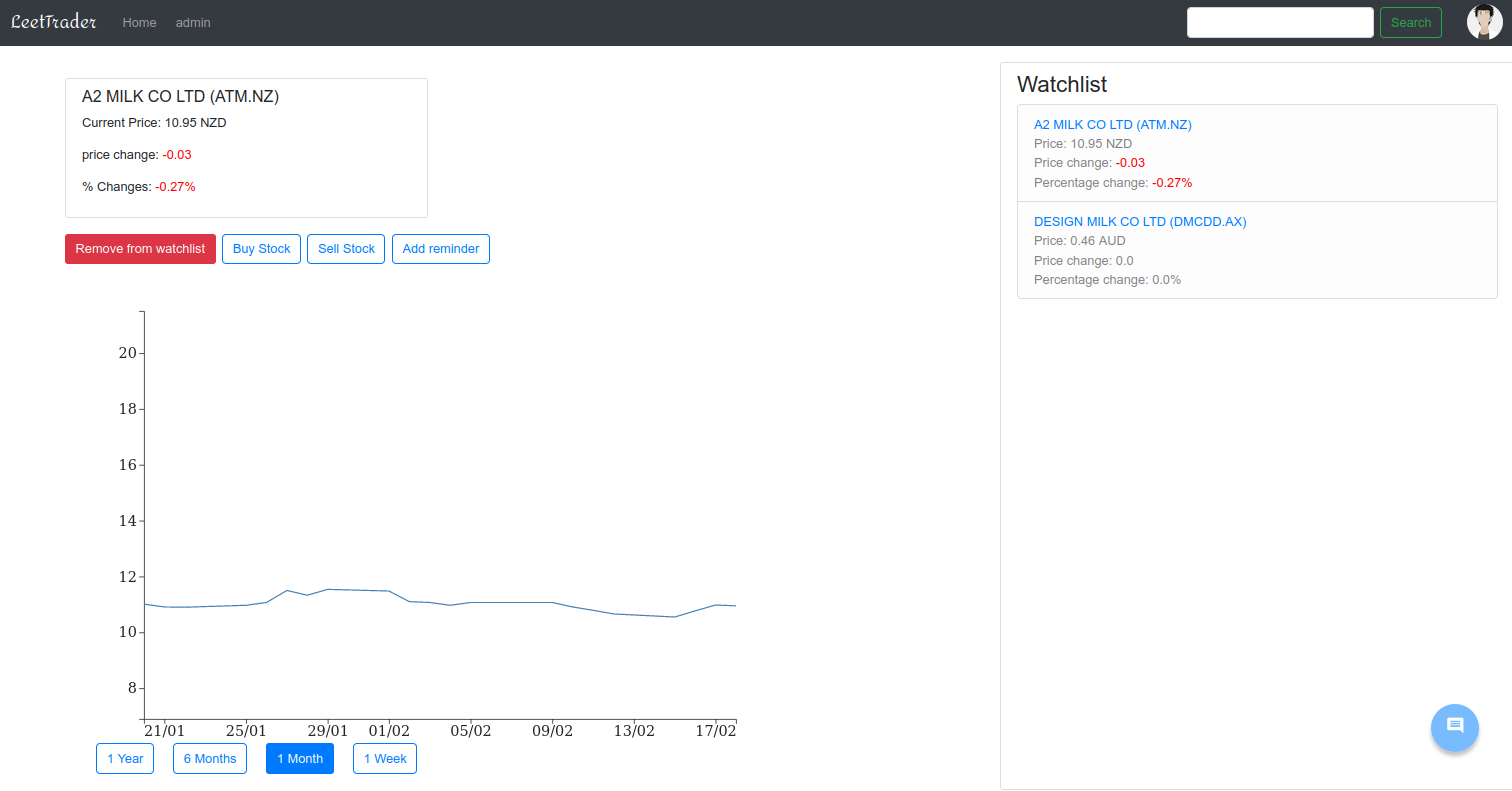 LeetTrader Home admin Search
A2 MILK CO LTD (ATM.NZ)
Current Price: 10.95 NZD
price change: -0.03
% Changes: -0.27%
Remove from watchlist Buy Stock Sell Stock Add reminder
20
18
16
14
12
10
8
21/01 25/01 29/01 01/02 05/02 09/02 13/02 17/02
1 Year 6 Months 1 Month 1 Week
Watchlist
A2 MILK CO LTD (ATM.NZ)
Price: 10.95 NZD
Price change: -0.03
Percentage change: -0.27%
DESIGN MILK CO LTD (DMCDD.AX)
Price: 0.46 AUD
Price change: 0.0
Percentage change: 0.0%